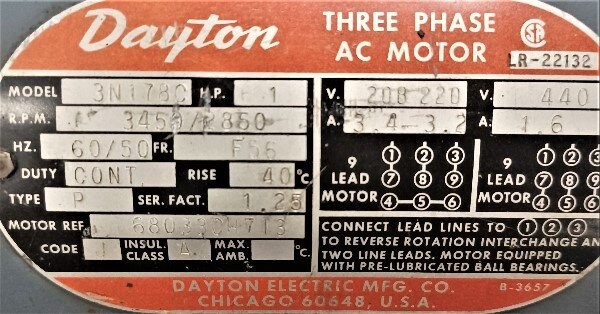 Dayton
THREE PHASE
AC MOTOR
SA
LR-22132
MODEL 3N178C H.P. 1
R.P.M. 3450/2850
HZ. 60/50 FR. F56
DUTY CONT RISE 40 °C
TYPE P SER. FACT. 1.25
MOTOR REF.
CODE INSUL. CLASS A MAX. AMB. °C
V. 208 220 V. 440
A. 3.4-3.2 A. 1.6
9 LEAD MOTOR
① ② ③
⑦ ⑧ ⑨
④-⑤-⑥
9 LEAD MOTOR
① ② ③
⑦ ⑧ ⑨
④ ⑤ ⑥
CONNECT LEAD LINES TO ① ② ③
TO REVERSE ROTATION INTERCHANGE AN
TWO LINE LEADS. MOTOR EQUIPPED
WITH PRE-LUBRICATED BALL BEARINGS.
DAYTON ELECTRIC MFG. CO.
CHICAGO 60648, U.S.A.
B-3657